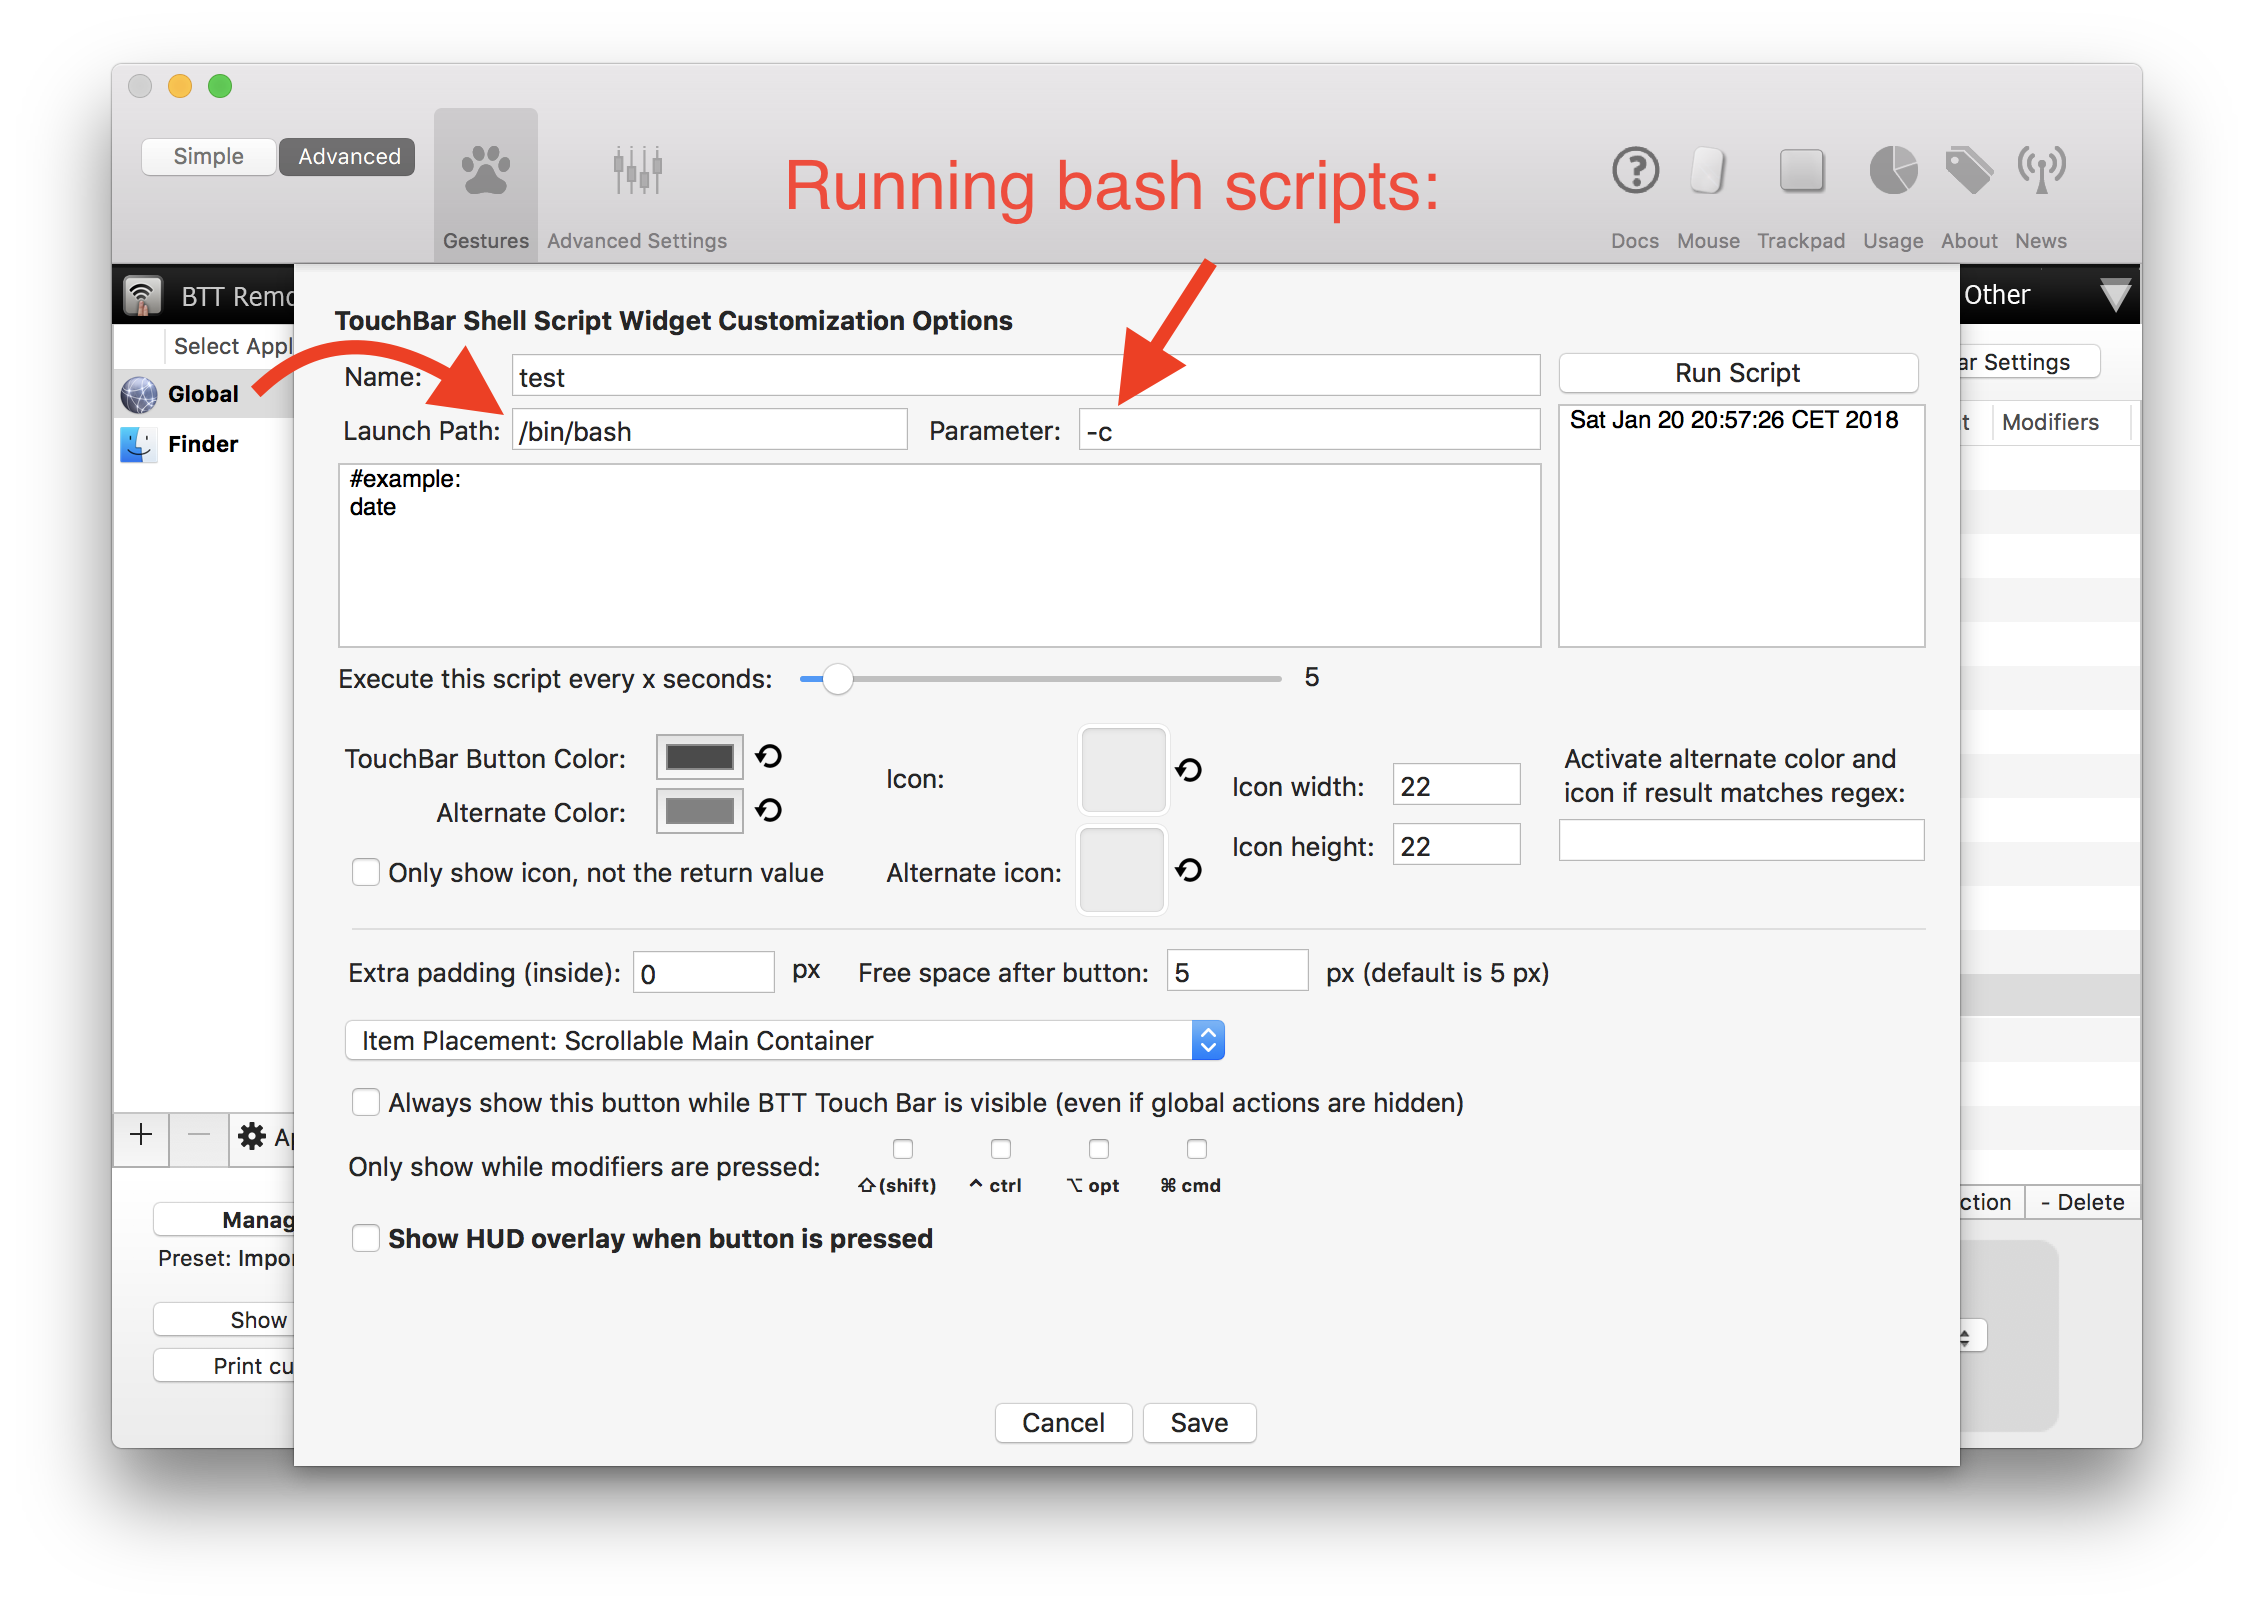 Simple
Advanced
Gestures
Advanced Settings
Running bash scripts:
Docs
Mouse
Trackpad
Usage
About
News
BTT Remo
Other
TouchBar Shell Script Widget Customization Options
Select Appl
Name:
test
Run Script
ar Settings
Global
Launch Path:
/bin/bash
Parameter:
-c
Sat Jan 20 20:57:26 CET 2018
t
Modifiers
Finder
#example:
date
Execute this script every x seconds:
5
TouchBar Button Color:
Icon:
Icon width:
22
Activate alternate color and
icon if result matches regex:
Alternate Color:
Icon height:
22
Only show icon, not the return value
Alternate icon:
Extra padding (inside):
0
px
Free space after button:
5
px (default is 5 px)
Item Placement: Scrollable Main Container
Always show this button while BTT Touch Bar is visible (even if global actions are hidden)
+
−
Ap
Only show while modifiers are pressed:
⇧(shift)
^ ctrl
⌥ opt
⌘ cmd
ction
- Delete
Manag
Show HUD overlay when button is pressed
Preset: Impor
Show
Print cu
Cancel
Save